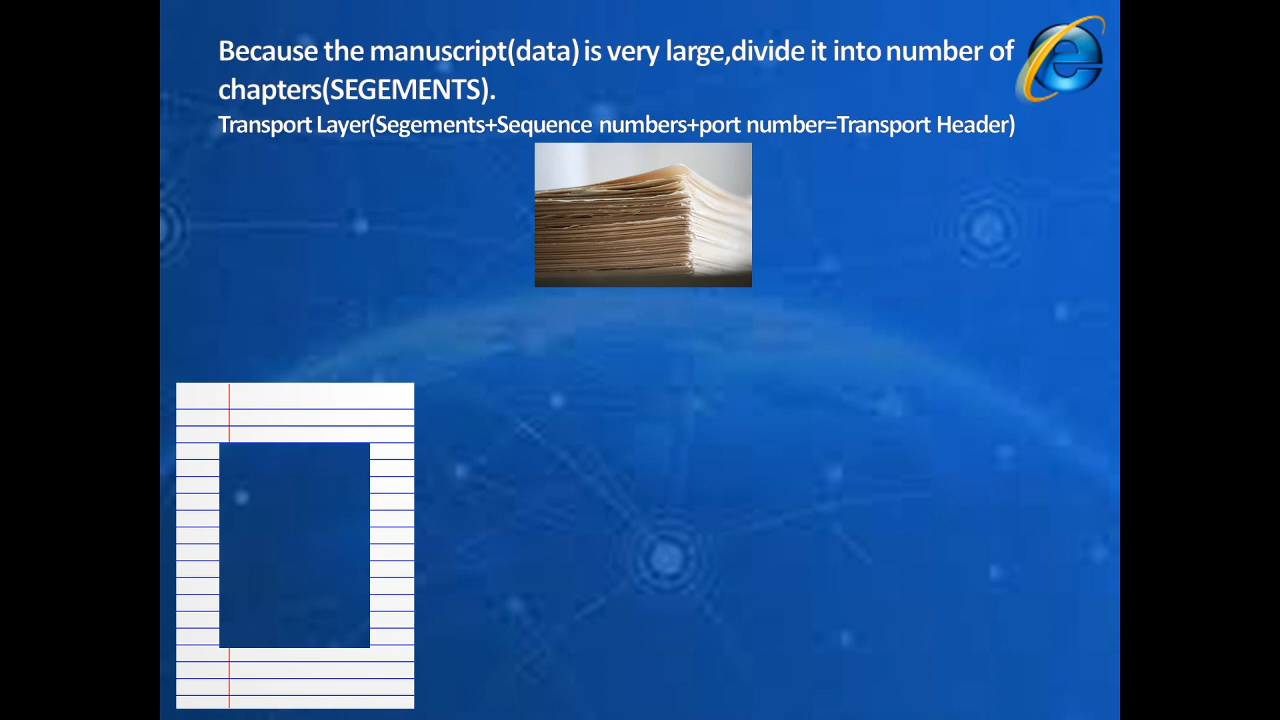 Because the manuscript(data) is very large,divide it into number of
chapters(SEGEMENTS).
Transport Layer(Segements+Sequence numbers+port number=Transport Header)